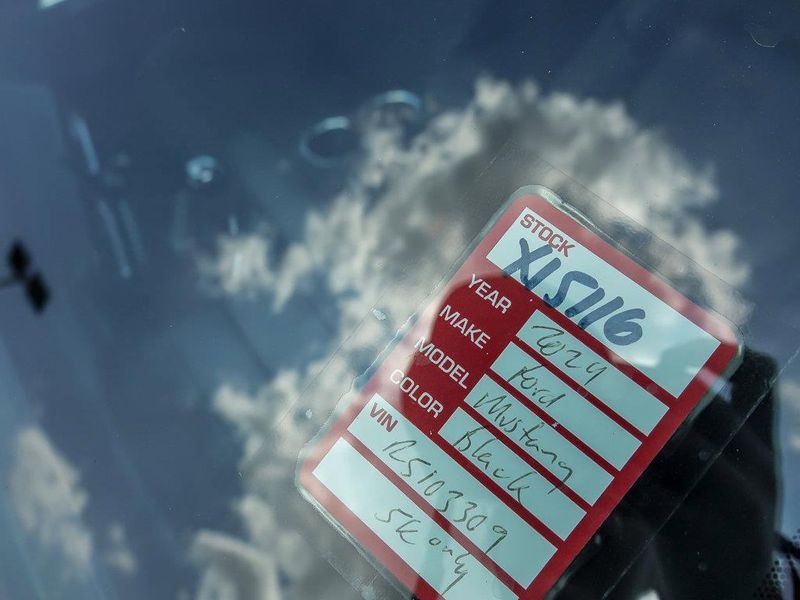 STOCK
X15116
YEAR 2024
MAKE Ford
MODEL Mustang
COLOR Black
VIN R5103309
5K only